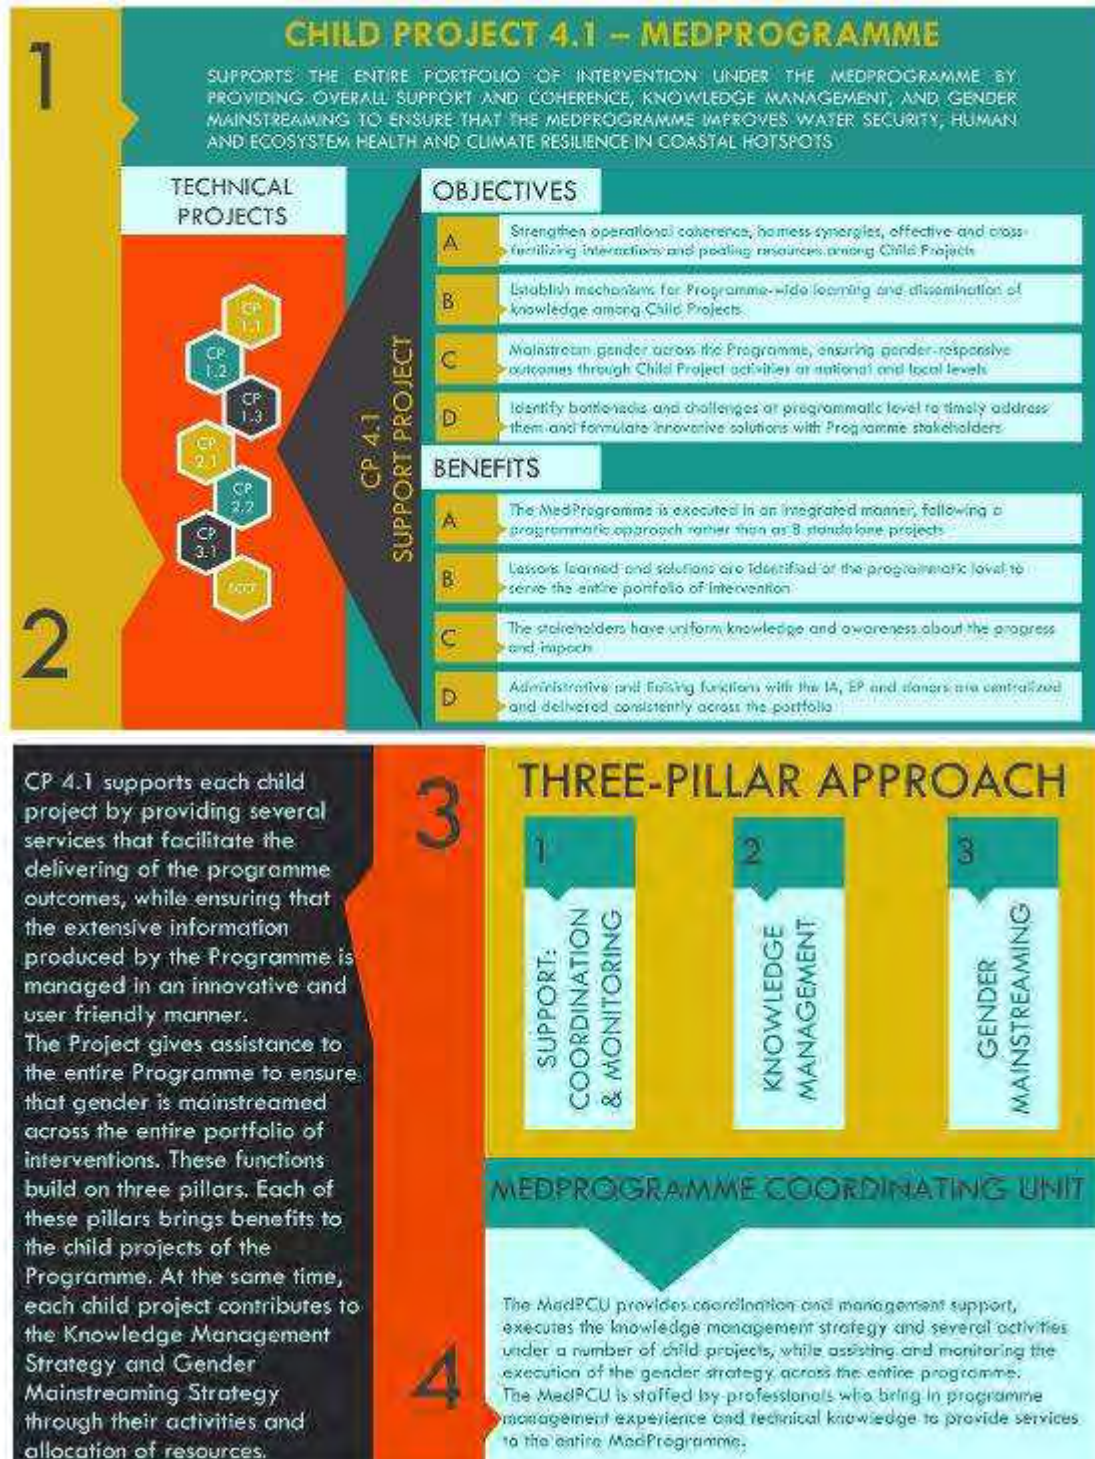 1
CHILD PROJECT 4.1 – MEDPROGRAMME
SUPPORTS THE ENTIRE PORTFOLIO OF INTERVENTION UNDER THE MEDPROGRAMME BY
PROVIDING OVERALL SUPPORT AND COHERENCE, KNOWLEDGE MANAGEMENT, AND GENDER
MAINSTREAMING TO ENSURE THAT THE MEDPROGRAMME IMPROVES WATER SECURITY, HUMAN
AND ECOSYSTEM HEALTH AND CLIMATE RESILIENCE IN COASTAL HOTSPOTS
TECHNICAL
PROJECTS
CP
1.1
CP
1.2
CP
1.3
CP
2.1
CP
2.2
CP
3.1
CP 4.1
SUPPORT PROJECT
OBJECTIVES
A
Strengthen operational coherence, harness synergies, effective and cross-
fertilizing interactions and pooling resources among Child Projects
B
Establish mechanisms for Programme-wide learning and dissemination of
knowledge among Child Projects
C
Mainstream gender across the Programme, ensuring gender-responsive
outcomes through Child Project activities at national and local levels
D
Identify bottlenecks and challenges at programmatic level to timely address
them and formulate innovative solutions with Programme stakeholders
BENEFITS
A
The MedProgramme is executed in an integrated manner, following a
programmatic approach rather than as 8 standalone projects
B
Lessons learned and solutions are identified at the programmatic level to
serve the entire portfolio of intervention
C
The stakeholders have uniform knowledge and awareness about the progress
and impacts
D
Administrative and liaising functions with the IA, EP and donors are centralized
and delivered consistently across the portfolio
2
CP 4.1 supports each child
project by providing several
services that facilitate the
delivering of the programme
outcomes, while ensuring that
the extensive information
produced by the Programme is
managed in an innovative and
user friendly manner.
The Project gives assistance to
the entire Programme to ensure
that gender is mainstreamed
across the entire portfolio of
interventions. These functions
build on three pillars. Each of
these pillars brings benefits to
the child projects of the
Programme. At the same time,
each child project contributes to
the Knowledge Management
Strategy and Gender
Mainstreaming Strategy
through their activities and
allocation of resources.
3
THREE-PILLAR APPROACH
1
SUPPORT:
COORDINATION
& MONITORING
2
KNOWLEDGE
MANAGEMENT
3
GENDER
MAINSTREAMING
MEDPROGRAMME COORDINATING UNIT
4
The MedPCU provides coordination and management support,
executes the knowledge management strategy and several activities
under a number of child projects, while assisting and monitoring the
execution of the gender strategy across the entire programme.
The MedPCU is staffed by professionals who bring in programme
management experience and technical knowledge to provide services
to the entire MedProgramme.